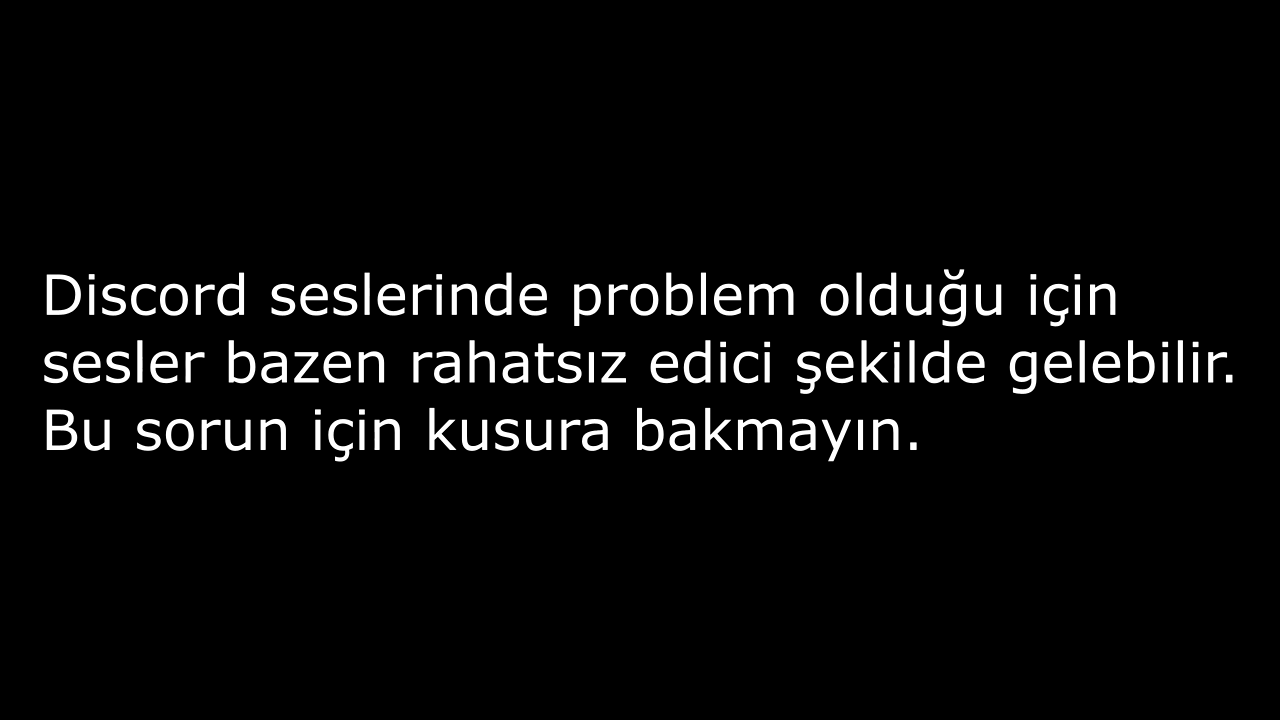 Discord seslerinde problem olduğu için
sesler bazen rahatsız edici şekilde gelebilir.
Bu sorun için kusura bakmayın.